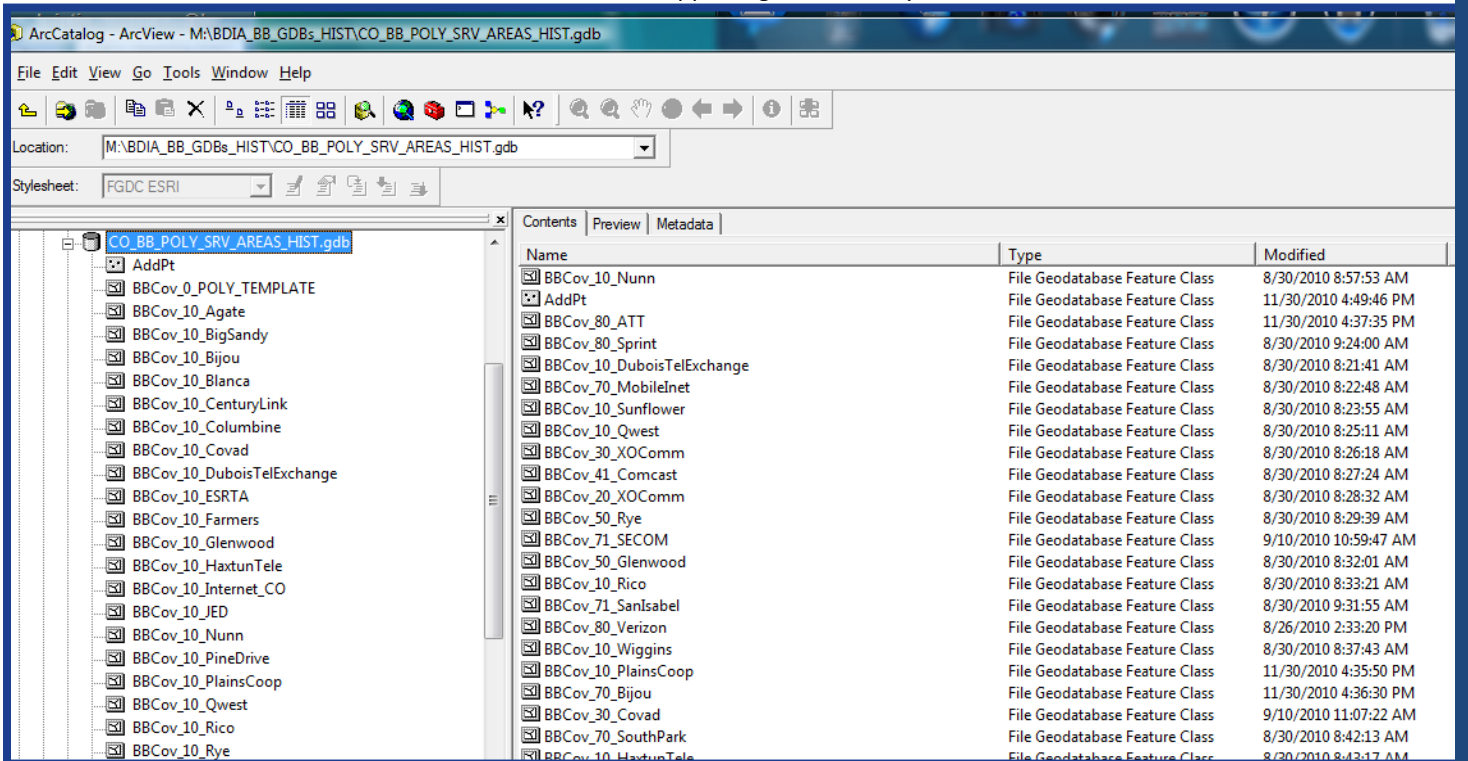 ArcCatalog - ArcView - M:\BDIA_BB_GDBs_HIST\CO_BB_POLY_SRV_AREAS_HIST.gdb
File Edit View Go Tools Window Help
Location: M:\BDIA_BB_GDBs_HIST\CO_BB_POLY_SRV_AREAS_HIST.gdb
Stylesheet: FGDC ESRI
CO_BB_POLY_SRV_AREAS_HIST.gdb
AddPt
BBCov_0_POLY_TEMPLATE
BBCov_10_Agate
BBCov_10_BigSandy
BBCov_10_Bijou
BBCov_10_Blanca
BBCov_10_CenturyLink
BBCov_10_Columbine
BBCov_10_Covad
BBCov_10_DuboisTelExchange
BBCov_10_ESRTA
BBCov_10_Farmers
BBCov_10_Glenwood
BBCov_10_HaxtunTele
BBCov_10_Internet_CO
BBCov_10_JED
BBCov_10_Nunn
BBCov_10_PineDrive
BBCov_10_PlainsCoop
BBCov_10_Qwest
BBCov_10_Rico
BBCov_10_Rye
Contents Preview Metadata
Name Type Modified
BBCov_10_Nunn File Geodatabase Feature Class 8/30/2010 8:57:53 AM
AddPt File Geodatabase Feature Class 11/30/2010 4:49:46 PM
BBCov_80_ATT File Geodatabase Feature Class 11/30/2010 4:37:35 PM
BBCov_80_Sprint File Geodatabase Feature Class 8/30/2010 9:24:00 AM
BBCov_10_DuboisTelExchange File Geodatabase Feature Class 8/30/2010 8:21:41 AM
BBCov_70_MobileInet File Geodatabase Feature Class 8/30/2010 8:22:48 AM
BBCov_10_Sunflower File Geodatabase Feature Class 8/30/2010 8:23:55 AM
BBCov_10_Qwest File Geodatabase Feature Class 8/30/2010 8:25:11 AM
BBCov_30_XOComm File Geodatabase Feature Class 8/30/2010 8:26:18 AM
BBCov_41_Comcast File Geodatabase Feature Class 8/30/2010 8:27:24 AM
BBCov_20_XOComm File Geodatabase Feature Class 8/30/2010 8:28:32 AM
BBCov_50_Rye File Geodatabase Feature Class 8/30/2010 8:29:39 AM
BBCov_71_SECOM File Geodatabase Feature Class 9/10/2010 10:59:47 AM
BBCov_50_Glenwood File Geodatabase Feature Class 8/30/2010 8:32:01 AM
BBCov_10_Rico File Geodatabase Feature Class 8/30/2010 8:33:21 AM
BBCov_71_SanIsabel File Geodatabase Feature Class 8/30/2010 9:31:55 AM
BBCov_80_Verizon File Geodatabase Feature Class 8/26/2010 2:33:20 PM
BBCov_10_Wiggins File Geodatabase Feature Class 8/30/2010 8:37:43 AM
BBCov_10_PlainsCoop File Geodatabase Feature Class 11/30/2010 4:35:50 PM
BBCov_70_Bijou File Geodatabase Feature Class 11/30/2010 4:36:30 PM
BBCov_30_Covad File Geodatabase Feature Class 9/10/2010 11:07:22 AM
BBCov_70_SouthPark File Geodatabase Feature Class 8/30/2010 8:42:13 AM
BBCov_10_HaxtunTele File Geodatabase Feature Class 8/30/2010 8:43:17 AM